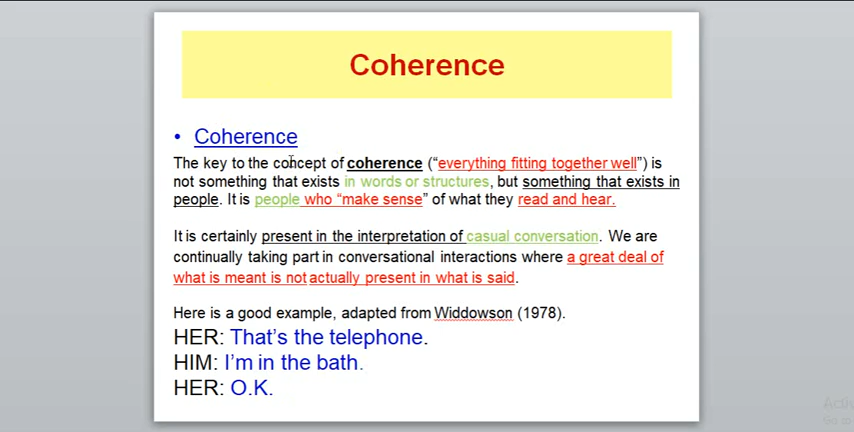 Coherence
• Coherence
The key to the concept of coherence (“everything fitting together well”) is
not something that exists in words or structures, but something that exists in
people. It is people who “make sense” of what they read and hear.
It is certainly present in the interpretation of casual conversation. We are
continually taking part in conversational interactions where a great deal of
what is meant is not actually present in what is said.
Here is a good example, adapted from Widdowson (1978).
HER: That’s the telephone.
HIM: I’m in the bath.
HER: O.K.